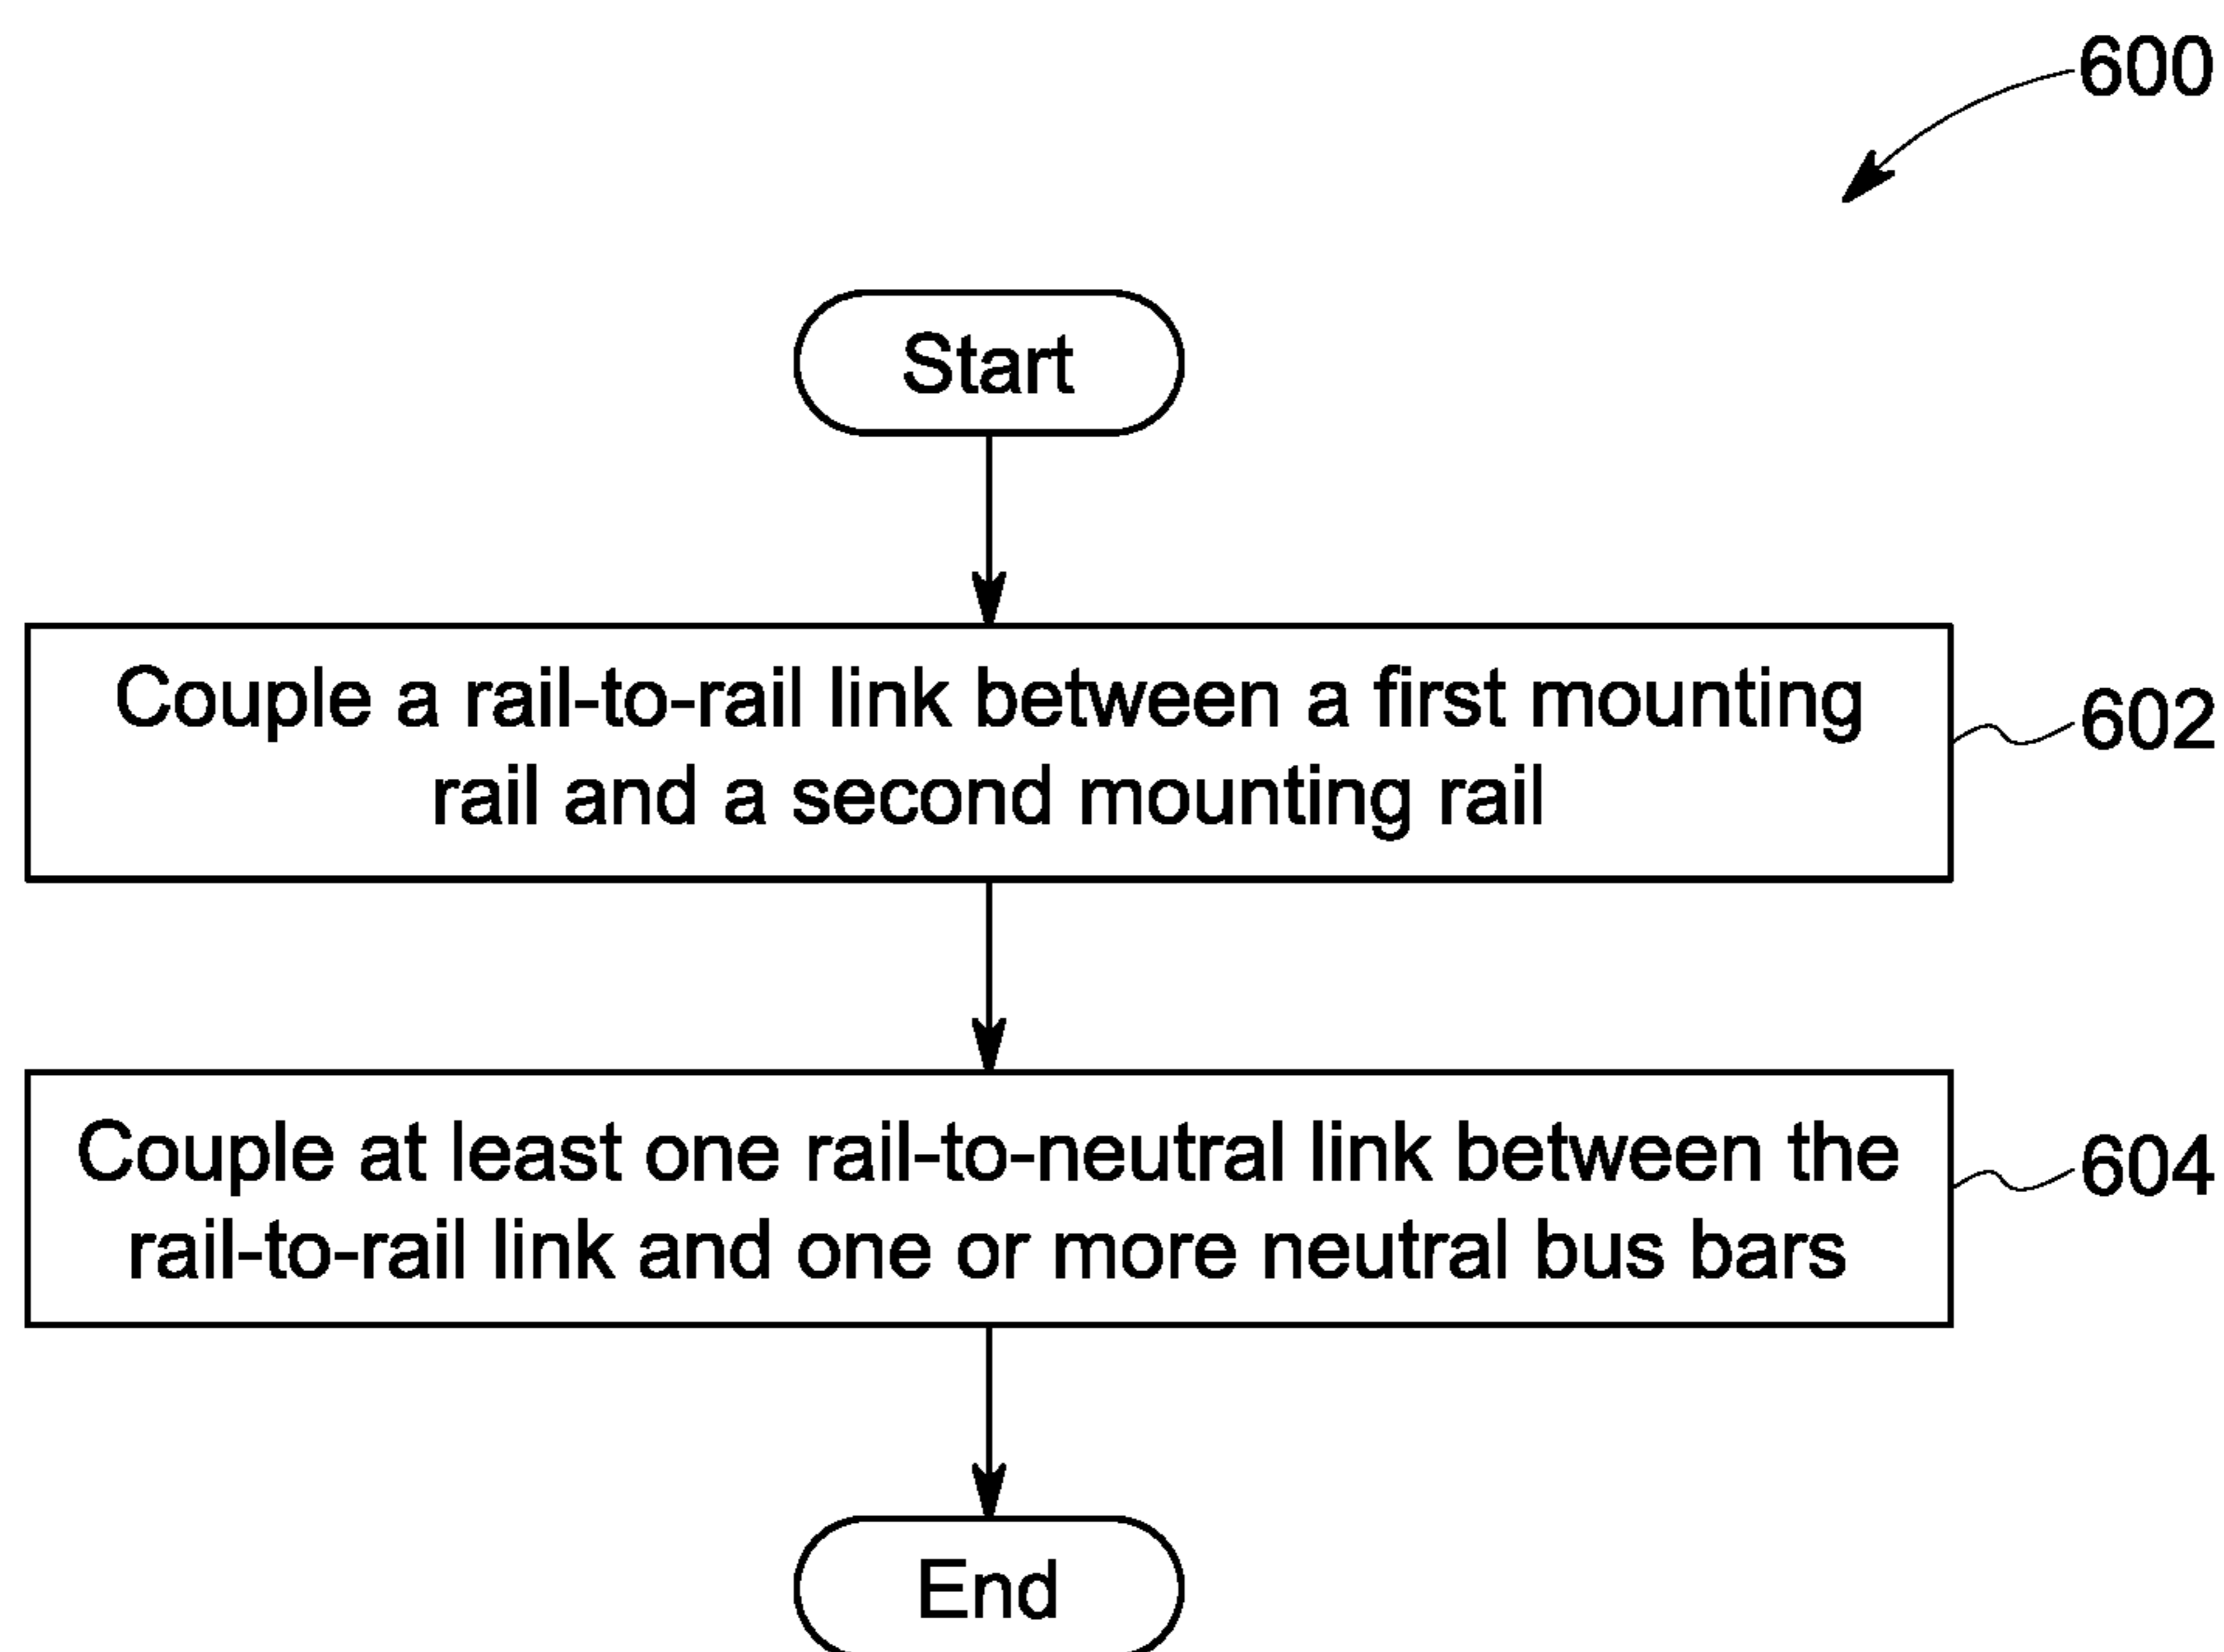 600
Start
Couple a rail-to-rail link between a first mounting
rail and a second mounting rail
602
Couple at least one rail-to-neutral link between the
rail-to-rail link and one or more neutral bus bars
604
End